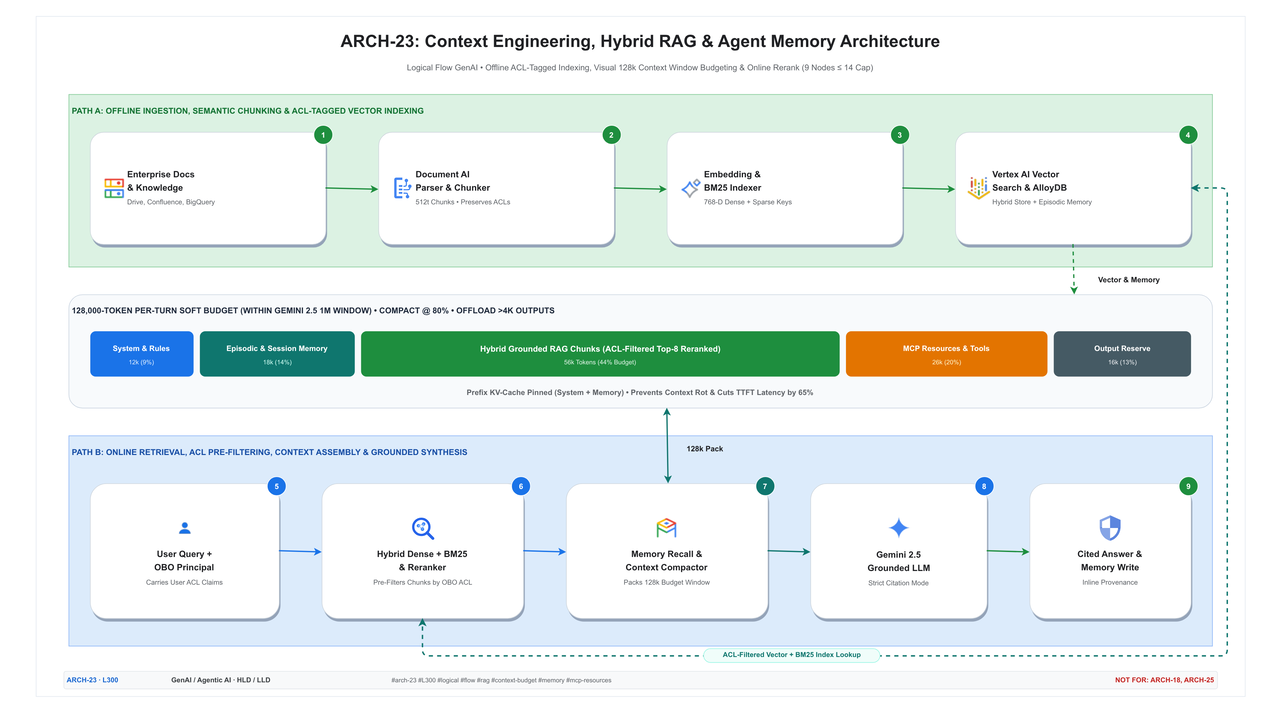 ARCH-23: Context Engineering, Hybrid RAG & Agent Memory Architecture
Logical Flow GenAI • Offline ACL-Tagged Indexing, Visual 128k Context Window Budgeting & Online Rerank (9 Nodes ≤ 14 Cap)
PATH A: OFFLINE INGESTION, SEMANTIC CHUNKING & ACL-TAGGED VECTOR INDEXING
1
Enterprise Docs
& Knowledge
Drive, Confluence, BigQuery
2
Document AI
Parser & Chunker
512t Chunks • Preserves ACLs
3
Embedding &
BM25 Indexer
768-D Dense + Sparse Keys
4
Vertex AI Vector
Search & AlloyDB
Hybrid Store + Episodic Memory
Vector & Memory
128,000-TOKEN PER-TURN SOFT BUDGET (WITHIN GEMINI 2.5 1M WINDOW) • COMPACT @ 80% • OFFLOAD >4K OUTPUTS
System & Rules
12k (9%)
Episodic & Session Memory
18k (14%)
Hybrid Grounded RAG Chunks (ACL-Filtered Top-8 Reranked)
56k Tokens (44% Budget)
MCP Resources & Tools
26k (20%)
Output Reserve
16k (13%)
Prefix KV-Cache Pinned (System + Memory) • Prevents Context Rot & Cuts TTFT Latency by 65%
128k Pack
PATH B: ONLINE RETRIEVAL, ACL PRE-FILTERING, CONTEXT ASSEMBLY & GROUNDED SYNTHESIS
5
User Query +
OBO Principal
Carries User ACL Claims
6
Hybrid Dense + BM25
& Reranker
Pre-Filters Chunks by OBO ACL
7
Memory Recall &
Context Compactor
Packs 128k Budget Window
8
Gemini 2.5
Grounded LLM
Strict Citation Mode
9
Cited Answer &
Memory Write
Inline Provenance
ACL-Filtered Vector + BM25 Index Lookup
ARCH-23 · L300
GenAI / Agentic AI · HLD / LLD
#arch-23 #L300 #logical #flow #rag #context-budget #memory #mcp-resources
NOT FOR: ARCH-18, ARCH-25